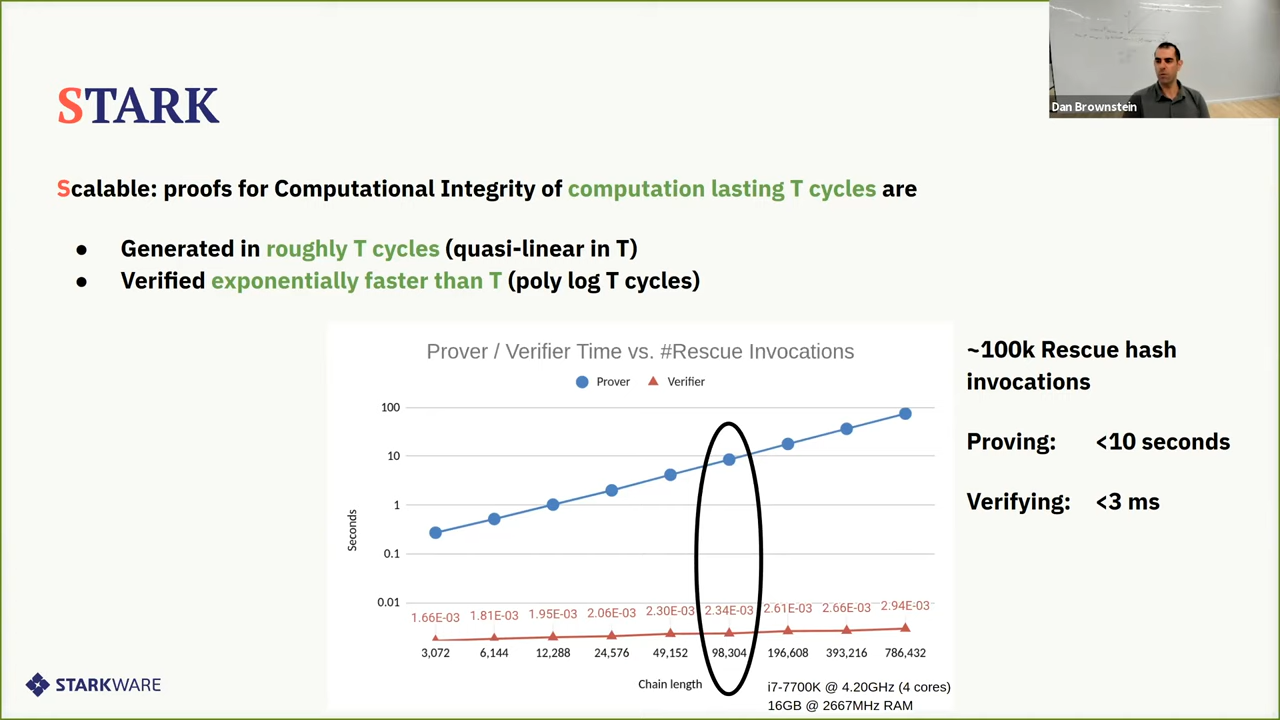 Dan Brownstein
STARK
Scalable: proofs for Computational Integrity of computation lasting T cycles are
● Generated in roughly T cycles (quasi-linear in T)
● Verified exponentially faster than T (poly log T cycles)
Prover / Verifier Time vs. #Rescue Invocations
Prover Verifier
100
10
1
0.1
0.01
Seconds
1.66E-03 1.81E-03 1.95E-03 2.06E-03 2.30E-03 2.34E-03 2.61E-03 2.66E-03 2.94E-03
3,072 6,144 12,288 24,576 49,152 98,304 196,608 393,216 786,432
Chain length
i7-7700K @ 4.20GHz (4 cores)
16GB @ 2667MHz RAM
~100k Rescue hash
invocations
Proving: <10 seconds
Verifying: <3 ms
STARKWARE